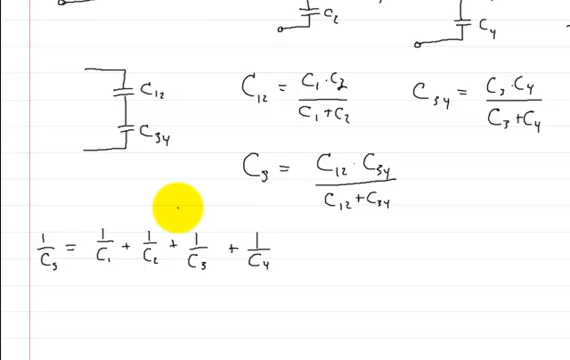 C₂
C₄
C₁₂
C₃₄
C₁₂ = C₁ · C₂ / C₁ + C₂
C₃₄ = C₃ · C₄ / C₃ + C₄
Cₛ = C₁₂ · C₃₄ / C₁₂ + C₃₄
1/Cₛ = 1/C₁ + 1/C₂ + 1/C₃ + 1/C₄